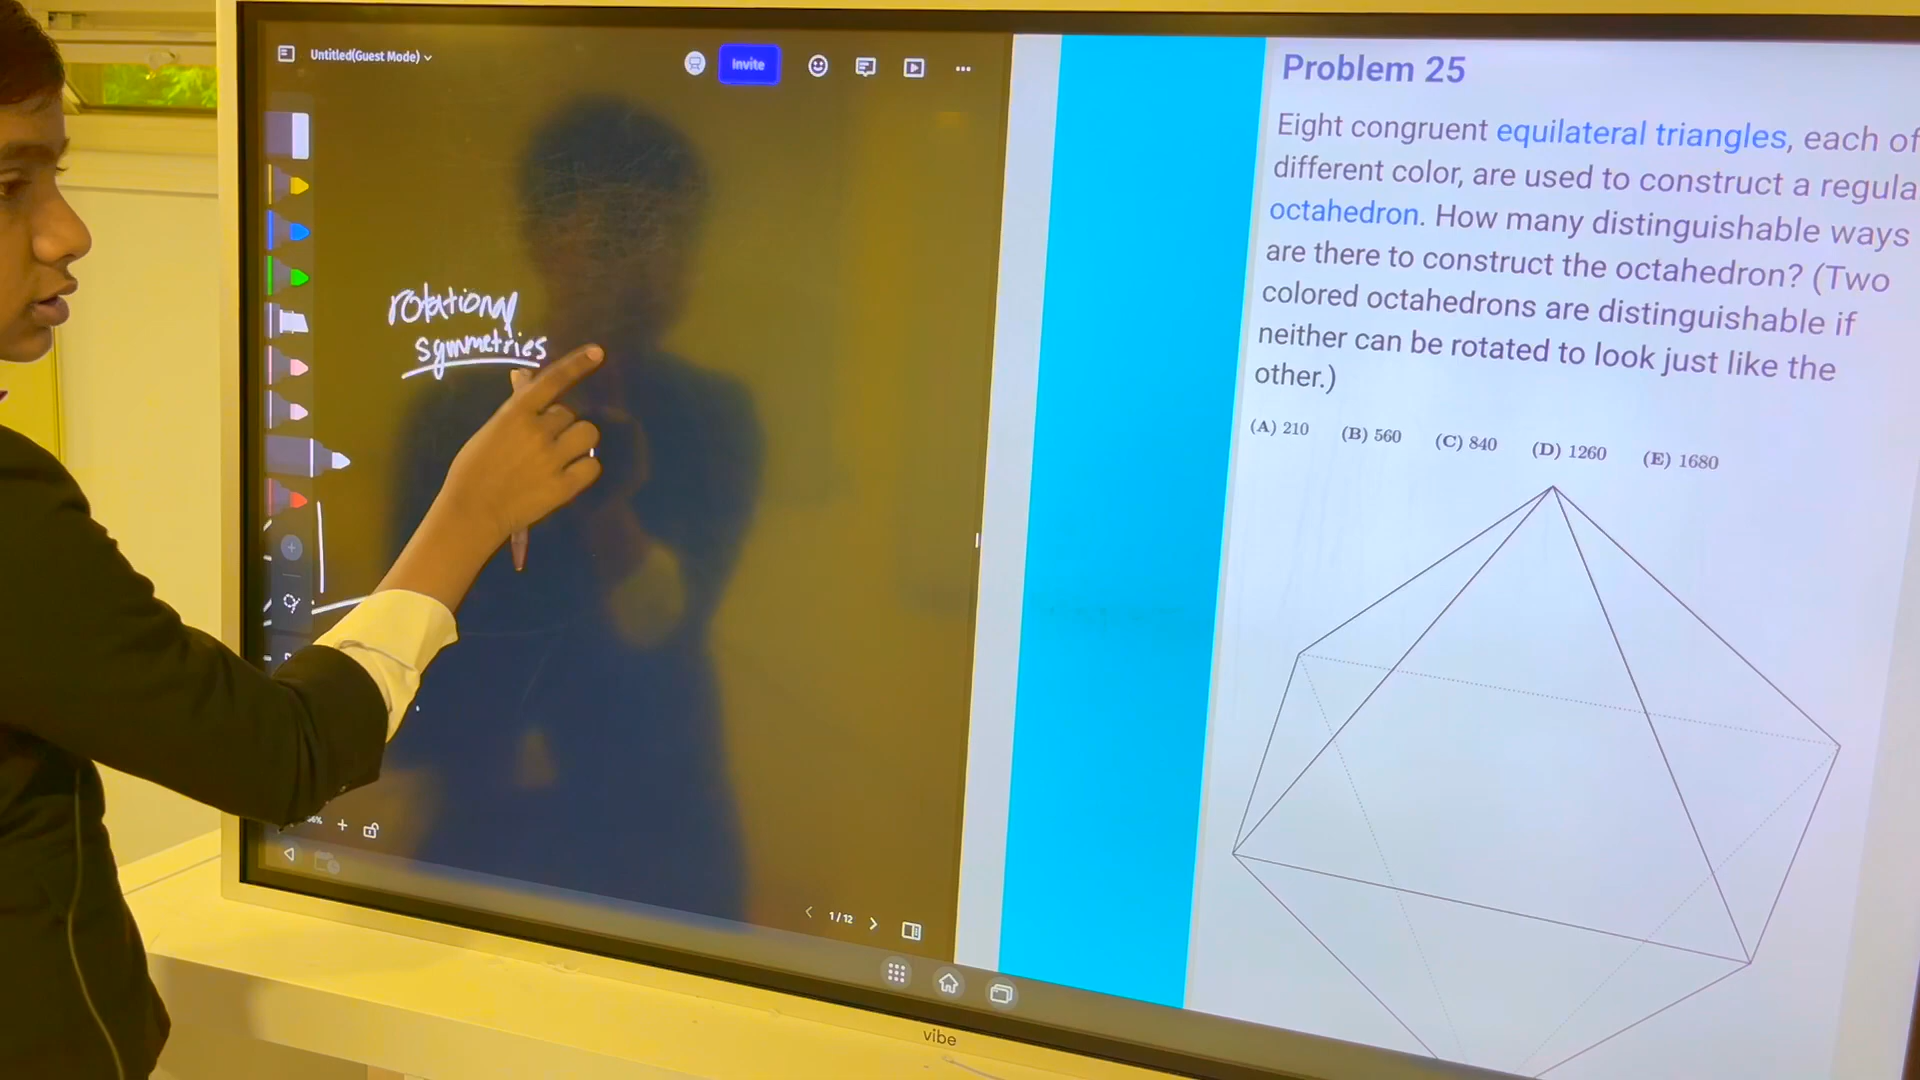 Untitled(Guest Mode)
Invite
rotational
symmetries
1/12
vibe
Problem 25
Eight congruent equilateral triangles, each of
different color, are used to construct a regula
octahedron. How many distinguishable ways
are there to construct the octahedron? (Two
colored octahedrons are distinguishable if
neither can be rotated to look just like the
other.)
(A) 210 (B) 560 (C) 840 (D) 1260 (E) 1680